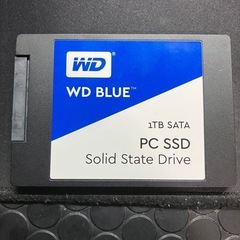 WD
WD BLUE™
1TB SATA
PC SSD
Solid State Drive